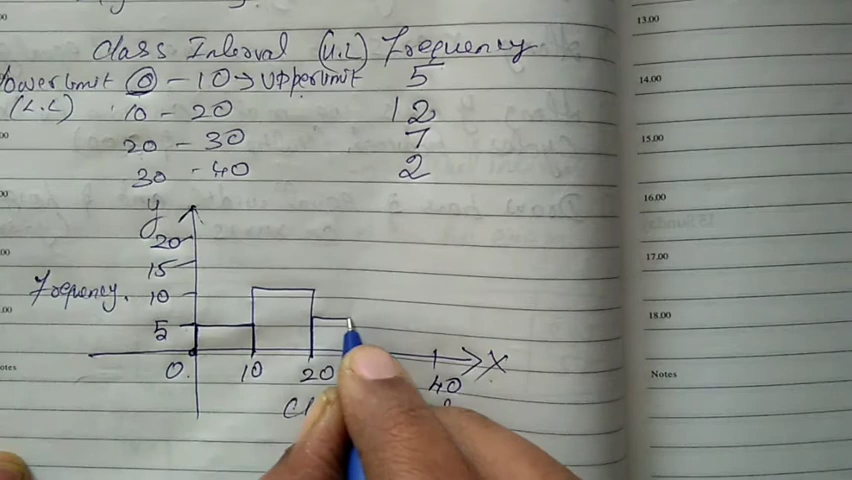 Class Interval (U.L) Frequency
Lower limit 0 - 10 → Upper limit 5
(L.L) 10 - 20 12
20 - 30 7
30 - 40 2
y
20
15
Frequency. 10
5
0. 10 20 40 X
Cl
13.00
14.00
15.00
16.00
17.00
18.00
Notes